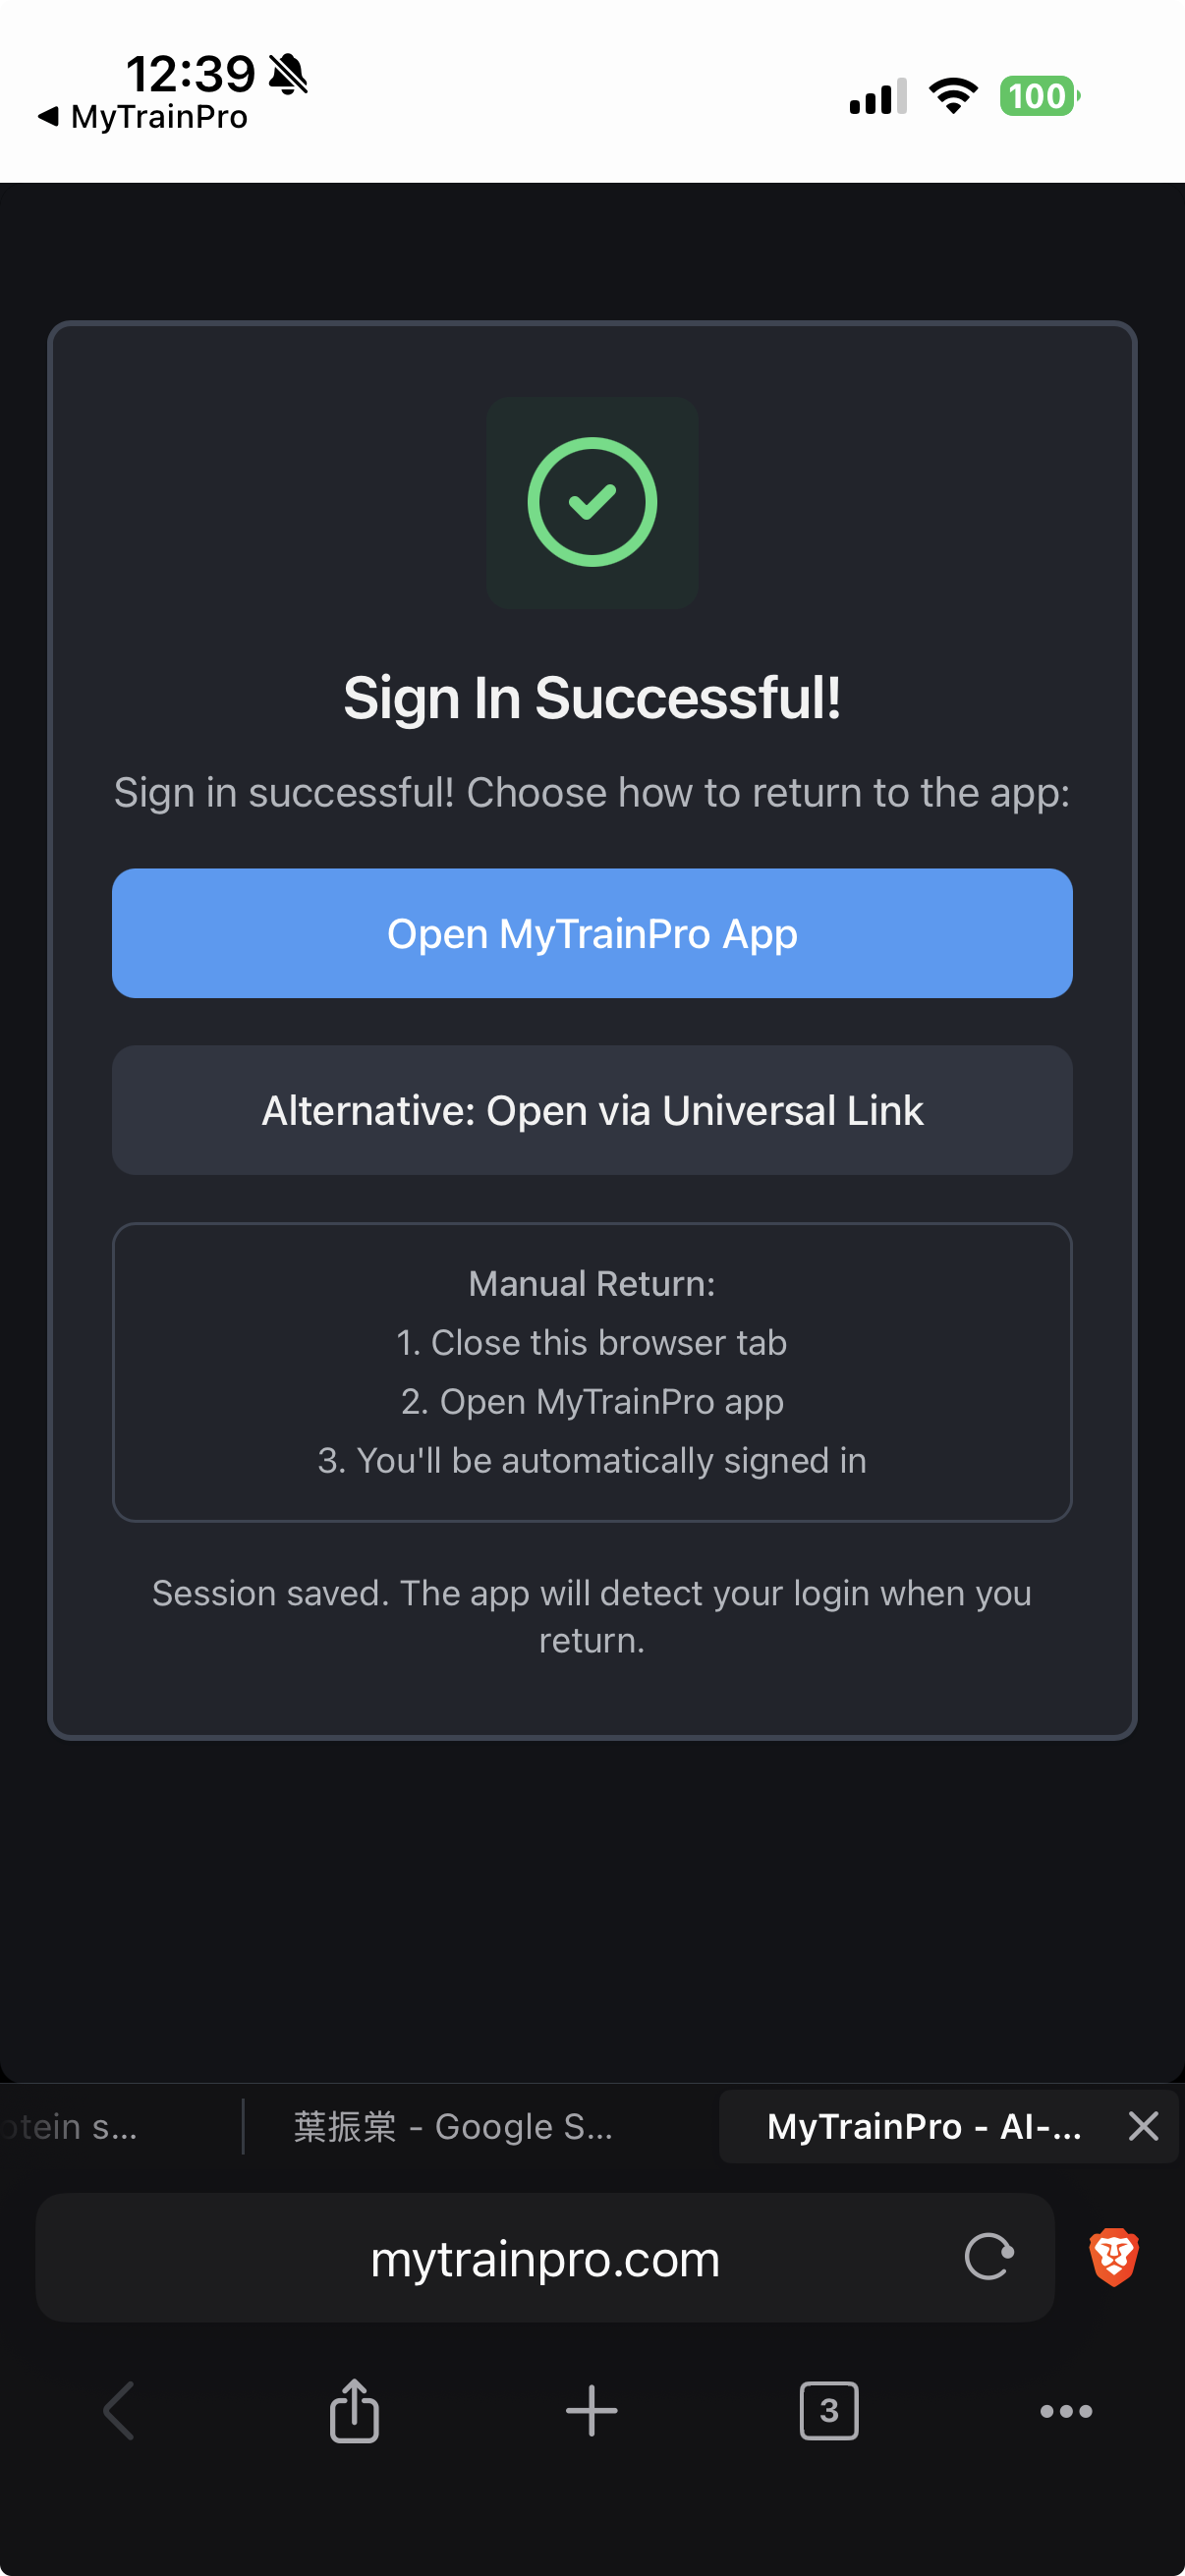 12:39
◀ MyTrainPro
100
Sign In Successful!
Sign in successful! Choose how to return to the app:
Open MyTrainPro App
Alternative: Open via Universal Link
Manual Return:
1. Close this browser tab
2. Open MyTrainPro app
3. You'll be automatically signed in
Session saved. The app will detect your login when you
return.
otein s...
葉振棠 - Google S...
MyTrainPro - AI-...
mytrainpro.com
3